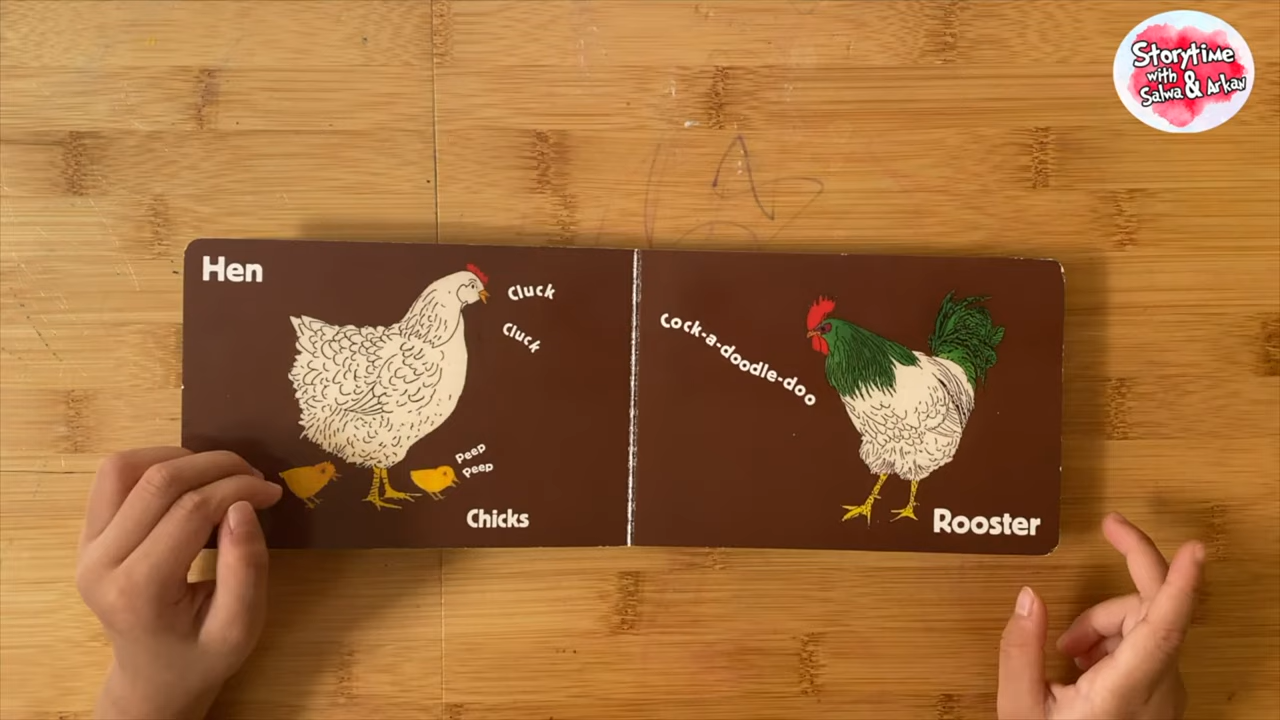 Storytime
with
Salwa & Arkan
Hen
Cluck
Cluck
Peep
Peep
Chicks
Cock-a-doodle-doo
Rooster